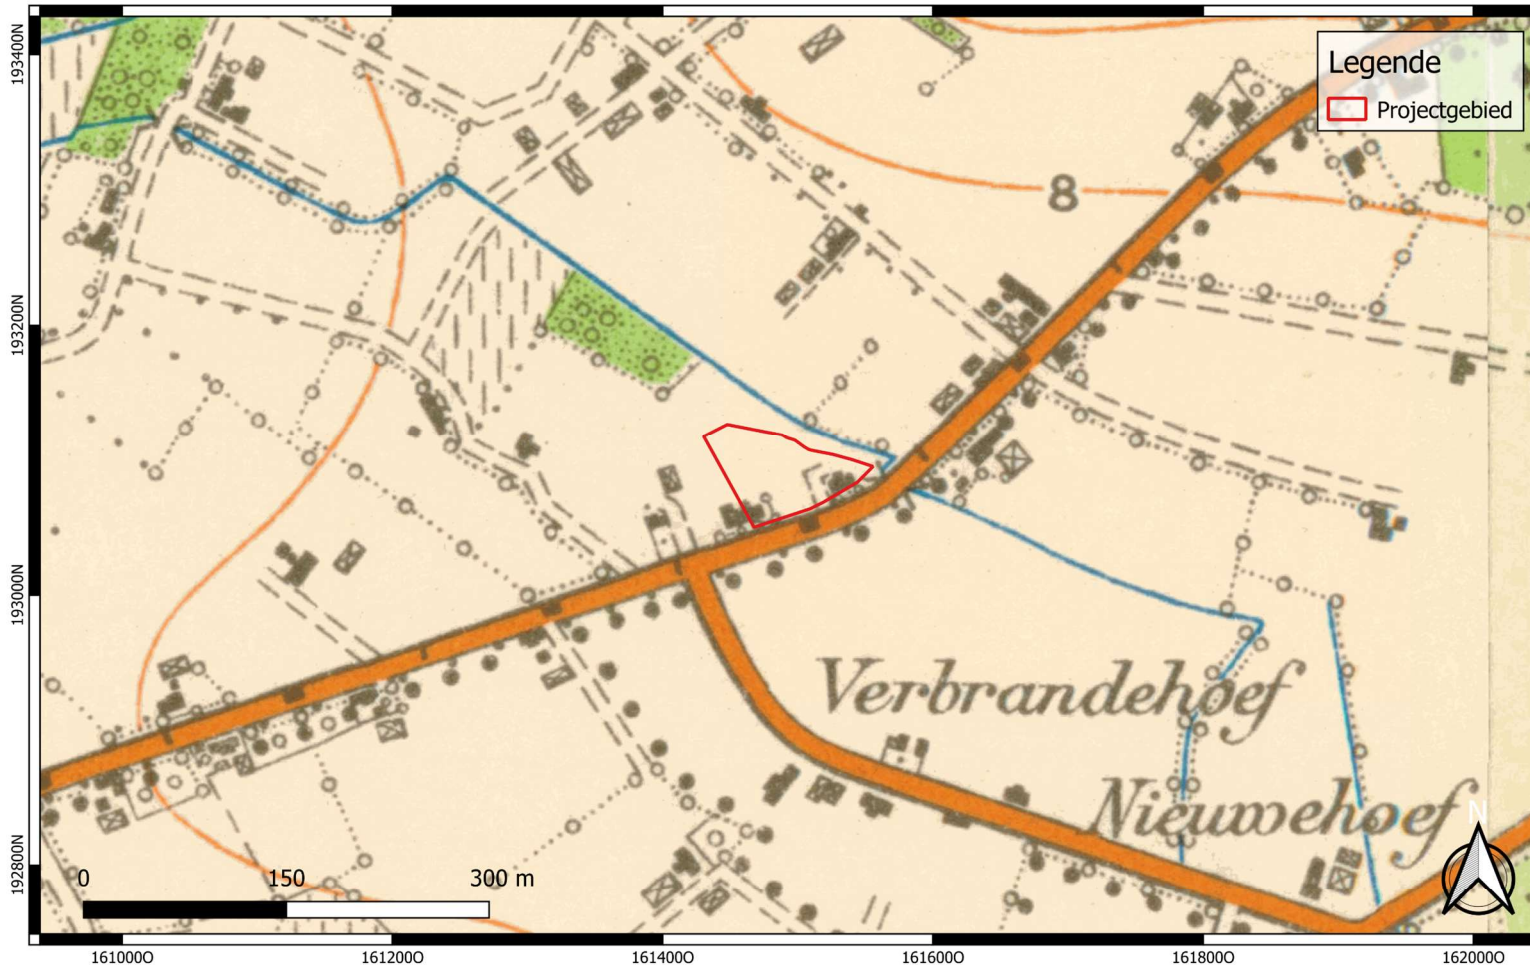 Legende
Projectgebied
193400N
193200N
193000N
192800N
8
Verbrandehoef
Nieuwehoef
N
0 150 300 m
161000O 161200O 161400O 161600O 161800O 162000O